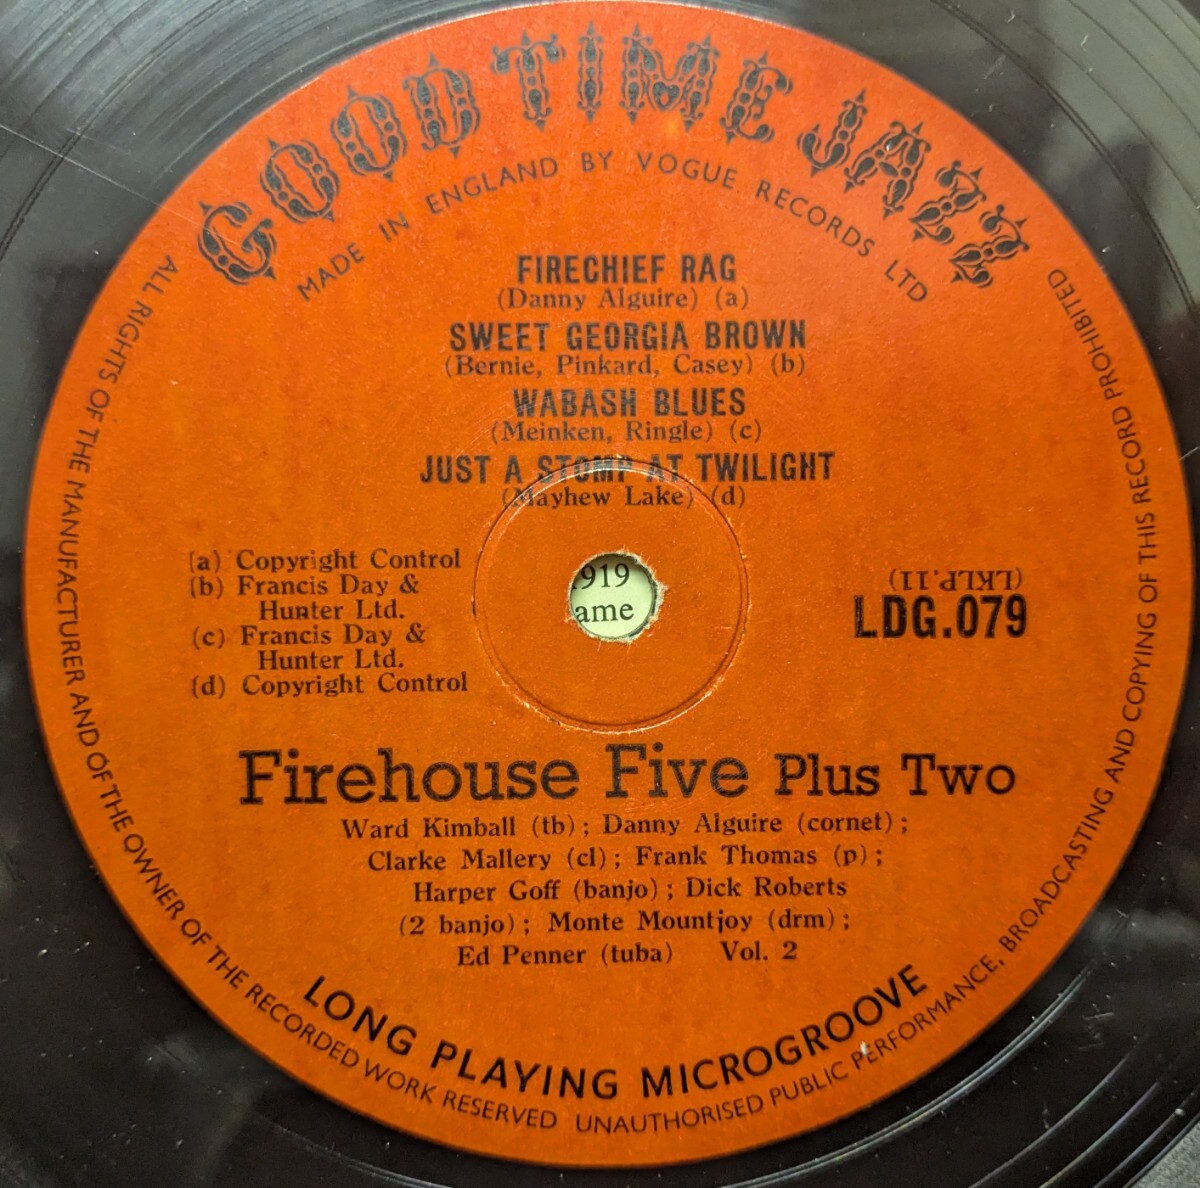 GOOD TIME JAZZ
MADE IN ENGLAND BY VOGUE RECORDS LTD
FIRECHIEF RAG
(Danny Alguire) (a)
SWEET GEORGIA BROWN
(Bernie, Pinkard, Casey) (b)
WABASH BLUES
(Meinken, Ringle) (c)
JUST A STOMP AT TWILIGHT
(Mayhew Lake) (d)
(a) Copyright Control
(b) Francis Day &
Hunter Ltd.
(c) Francis Day &
Hunter Ltd.
(d) Copyright Control
919
ame
(LKLP.11)
LDG.079
Firehouse Five Plus Two
Ward Kimball (tb) ; Danny Alguire (cornet) ;
Clarke Mallery (cl) ; Frank Thomas (p) ;
Harper Goff (banjo) ; Dick Roberts
(2 banjo) ; Monte Mountjoy (drm) ;
Ed Penner (tuba) Vol. 2
LONG PLAYING MICROGROOVE
ALL RIGHTS OF THE MANUFACTURER AND OF THE OWNER OF THE RECORDED WORK RESERVED UNAUTHORISED PUBLIC PERFORMANCE, BROADCASTING AND COPYING OF THIS RECORD PROHIBITED